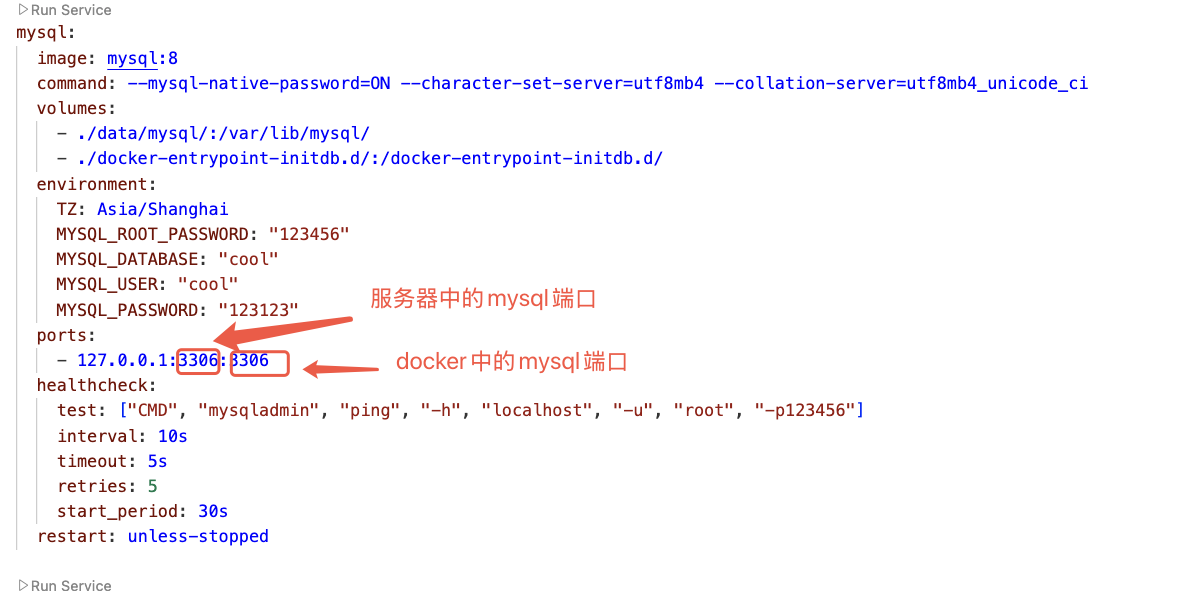 Run Service
mysql:
image: mysql:8
command: --mysql-native-password=ON --character-set-server=utf8mb4 --collation-server=utf8mb4_unicode_ci
volumes:
- ./data/mysql/:/var/lib/mysql/
- ./docker-entrypoint-initdb.d/:/docker-entrypoint-initdb.d/
environment:
TZ: Asia/Shanghai
MYSQL_ROOT_PASSWORD: "123456"
MYSQL_DATABASE: "cool"
MYSQL_USER: "cool"
服务器中的mysql端口
MYSQL_PASSWORD: "123123"
ports:
- 127.0.0.1:3306:3306
docker中的mysql端口
healthcheck:
test: ["CMD", "mysqladmin", "ping", "-h", "localhost", "-u", "root", "-p123456"]
interval: 10s
timeout: 5s
retries: 5
start_period: 30s
restart: unless-stopped
Run Service